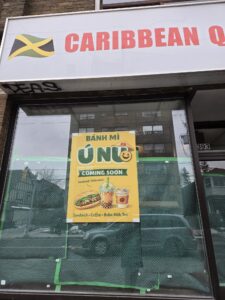 CARIBBEAN Q
BÁNH MÌ
Ú NU
COMING SOON
Sandwich - Coffee - Boba Milk Tea